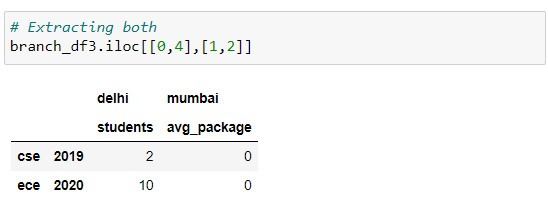 # Extracting both
branch_df3.iloc[[0,4],[1,2]]
delhi mumbai
students avg_package
cse 2019 2 0
ece 2020 10 0